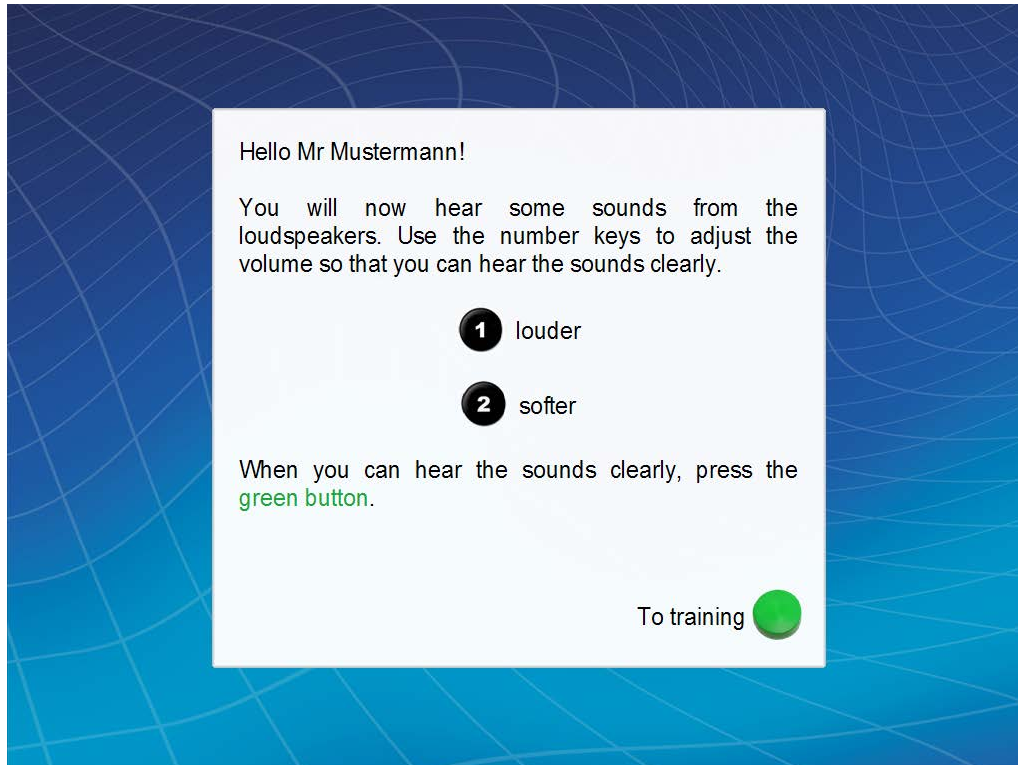 Hello Mr Mustermann!
You will now hear some sounds from the
loudspeakers. Use the number keys to adjust the
volume so that you can hear the sounds clearly.
1 louder
2 softer
When you can hear the sounds clearly, press the
green button.
To training